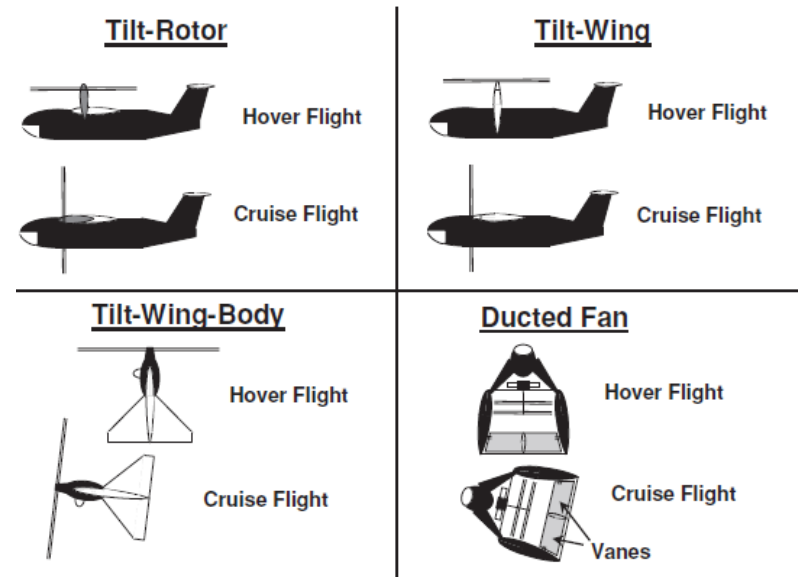 Tilt-Rotor
Hover Flight
Cruise Flight
Tilt-Wing
Hover Flight
Cruise Flight
Tilt-Wing-Body
Hover Flight
Cruise Flight
Ducted Fan
Hover Flight
Cruise Flight
Vanes